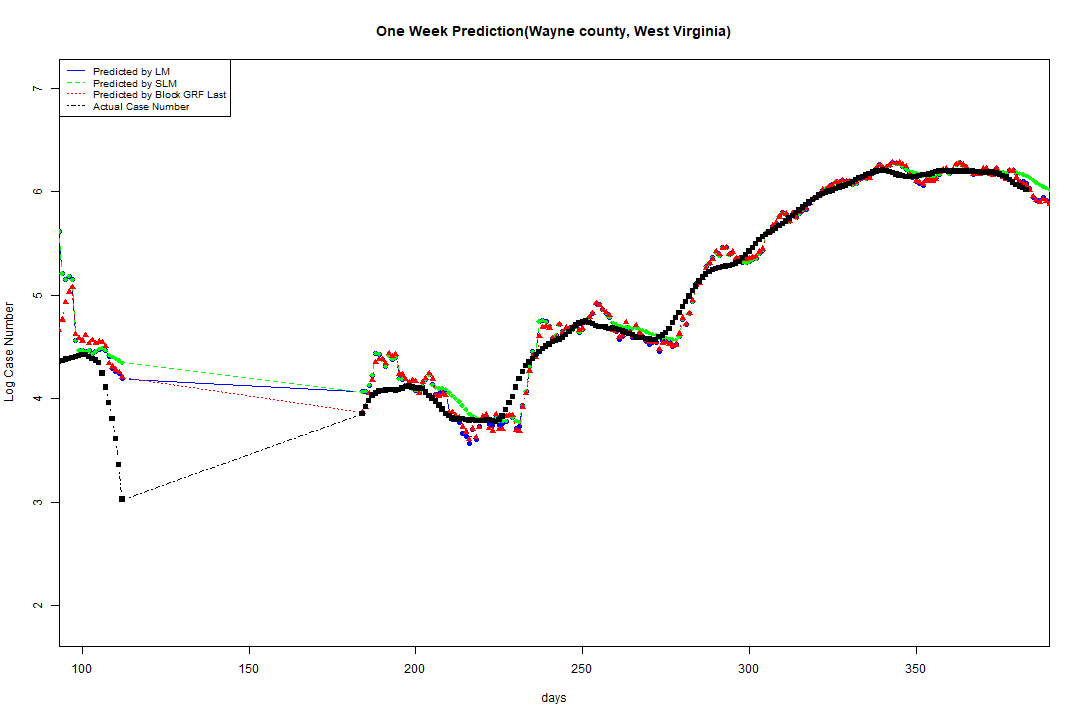 One Week Prediction(Wayne county, West Virginia)
Predicted by LM
Predicted by SLM
Predicted by Block GRF Last
Actual Case Number
7
6
5
4
3
2
Log Case Number
100 150 200 250 300 350
days